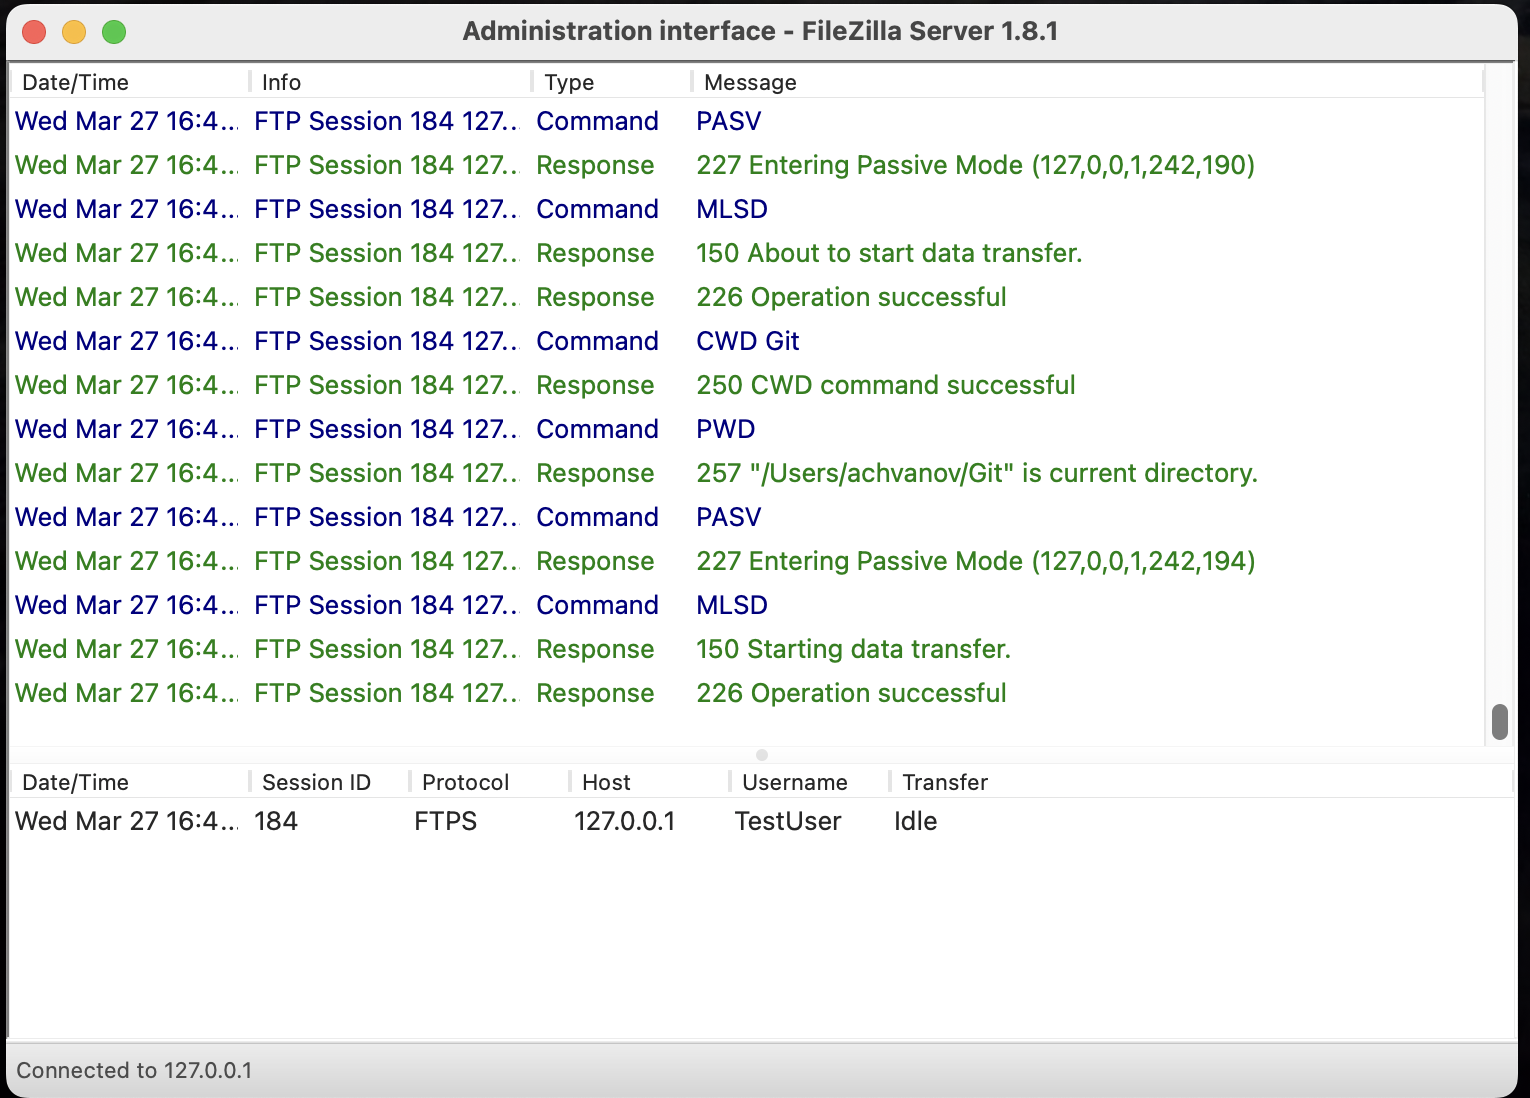 Administration interface - FileZilla Server 1.8.1
Date/Time Info Type Message
Wed Mar 27 16:4... FTP Session 184 127... Command PASV
Wed Mar 27 16:4... FTP Session 184 127... Response 227 Entering Passive Mode (127,0,0,1,242,190)
Wed Mar 27 16:4... FTP Session 184 127... Command MLSD
Wed Mar 27 16:4... FTP Session 184 127... Response 150 About to start data transfer.
Wed Mar 27 16:4... FTP Session 184 127... Response 226 Operation successful
Wed Mar 27 16:4... FTP Session 184 127... Command CWD Git
Wed Mar 27 16:4... FTP Session 184 127... Response 250 CWD command successful
Wed Mar 27 16:4... FTP Session 184 127... Command PWD
Wed Mar 27 16:4... FTP Session 184 127... Response 257 "/Users/achvanov/Git" is current directory.
Wed Mar 27 16:4... FTP Session 184 127... Command PASV
Wed Mar 27 16:4... FTP Session 184 127... Response 227 Entering Passive Mode (127,0,0,1,242,194)
Wed Mar 27 16:4... FTP Session 184 127... Command MLSD
Wed Mar 27 16:4... FTP Session 184 127... Response 150 Starting data transfer.
Wed Mar 27 16:4... FTP Session 184 127... Response 226 Operation successful
Date/Time Session ID Protocol Host Username Transfer
Wed Mar 27 16:4... 184 FTPS 127.0.0.1 TestUser Idle
Connected to 127.0.0.1